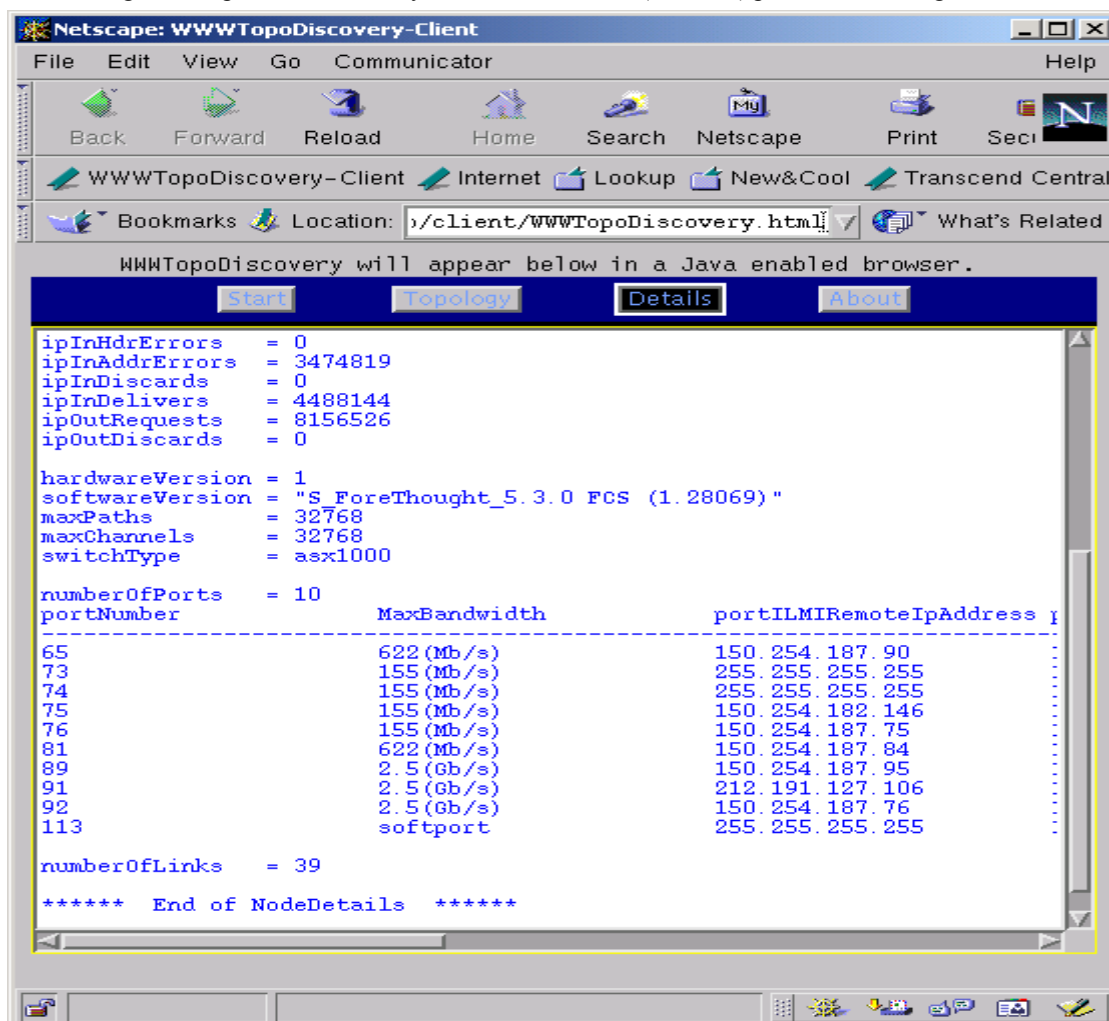 Netscape: WWWTopoDiscovery-Client
File Edit View Go Communicator Help
Back Forward Reload Home Search Netscape Print Secu
My
N
WWWTopoDiscovery-Client Internet Lookup New&Cool Transcend Central
Bookmarks Location: /client/WWWTopoDiscovery.html What's Related
WWWTopoDiscovery will appear below in a Java enabled browser.
Start Topology Details About
ipInHdrErrors = 0
ipInAddrErrors = 3474819
ipInDiscards = 0
ipInDelivers = 4488144
ipOutRequests = 8156526
ipOutDiscards = 0
hardwareVersion = 1
softwareVersion = "S_ForeThought_5.3.0 FCS (1.28069)"
maxPaths = 32768
maxChannels = 32768
switchType = asx1000
numberOfPorts = 10
portNumber MaxBandwidth portILMIRemoteIpAddress
65 622(Mb/s) 150.254.187.90
73 155(Mb/s) 255.255.255.255
74 155(Mb/s) 255.255.255.255
75 155(Mb/s) 150.254.182.146
76 155(Mb/s) 150.254.187.75
81 622(Mb/s) 150.254.187.84
89 2.5(Gb/s) 150.254.187.95
91 2.5(Gb/s) 212.191.127.106
92 2.5(Gb/s) 150.254.187.76
113 softport 255.255.255.255
numberOfLinks = 39
****** End of NodeDetails ******